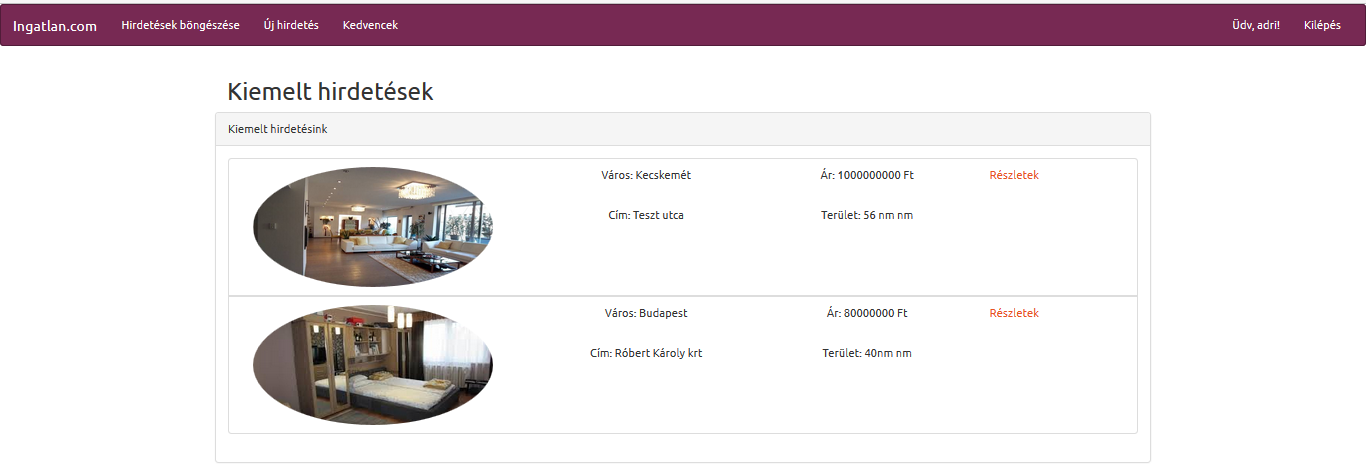 Ingatlan.com Hirdetések böngészése Új hirdetés Kedvencek Üdv, adri! Kilépés
Kiemelt hirdetések
Kiemelt hirdetésink
Város: Kecskemét Ár: 1000000000 Ft Részletek
Cím: Teszt utca Terület: 56 nm nm
Város: Budapest Ár: 80000000 Ft Részletek
Cím: Róbert Károly krt Terület: 40nm nm